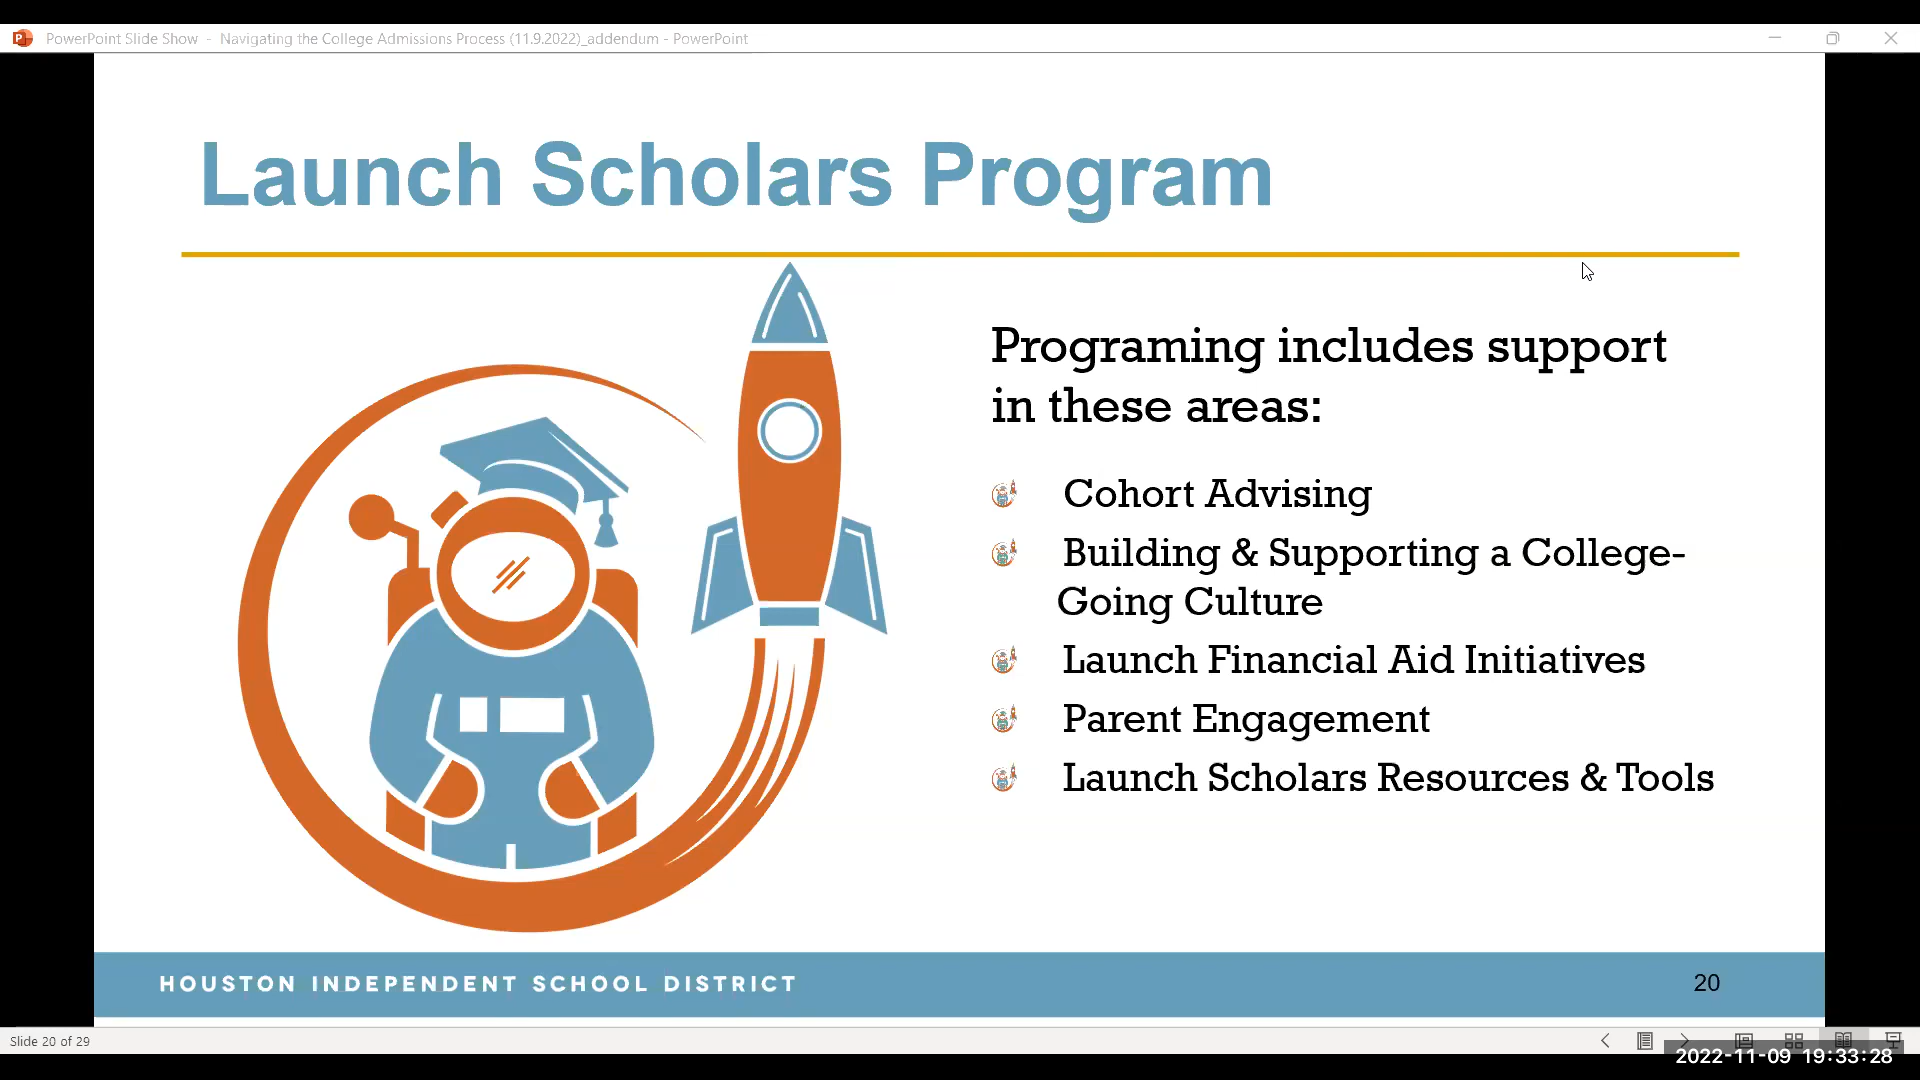 PowerPoint Slide Show - Navigating the College Admissions Process (11.9.2022)_addendum - PowerPoint
Launch Scholars Program
Programing includes support
in these areas:
Cohort Advising
Building & Supporting a College-
Going Culture
Launch Financial Aid Initiatives
Parent Engagement
Launch Scholars Resources & Tools
HOUSTON INDEPENDENT SCHOOL DISTRICT
20
Slide 20 of 29
2022-11-09 19:33:28